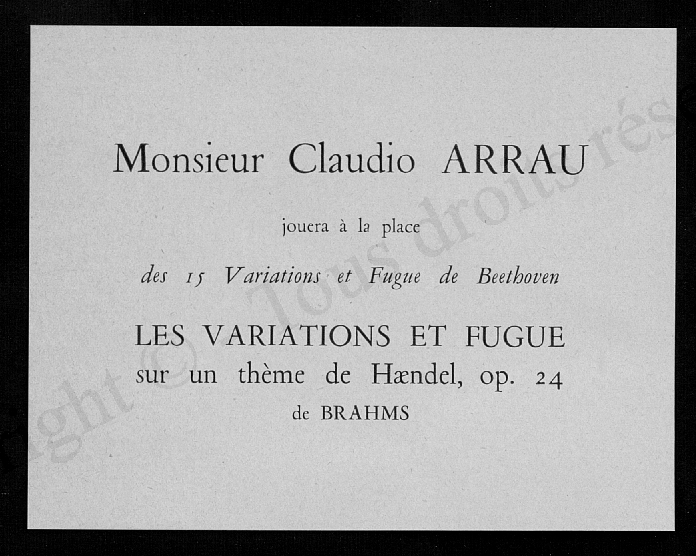 Monsieur Claudio ARRAU
jouera à la place
des 15 Variations et Fugue de Beethoven
LES VARIATIONS ET FUGUE
sur un thème de Hændel, op. 24
de BRAHMS
right © Tous droits rés